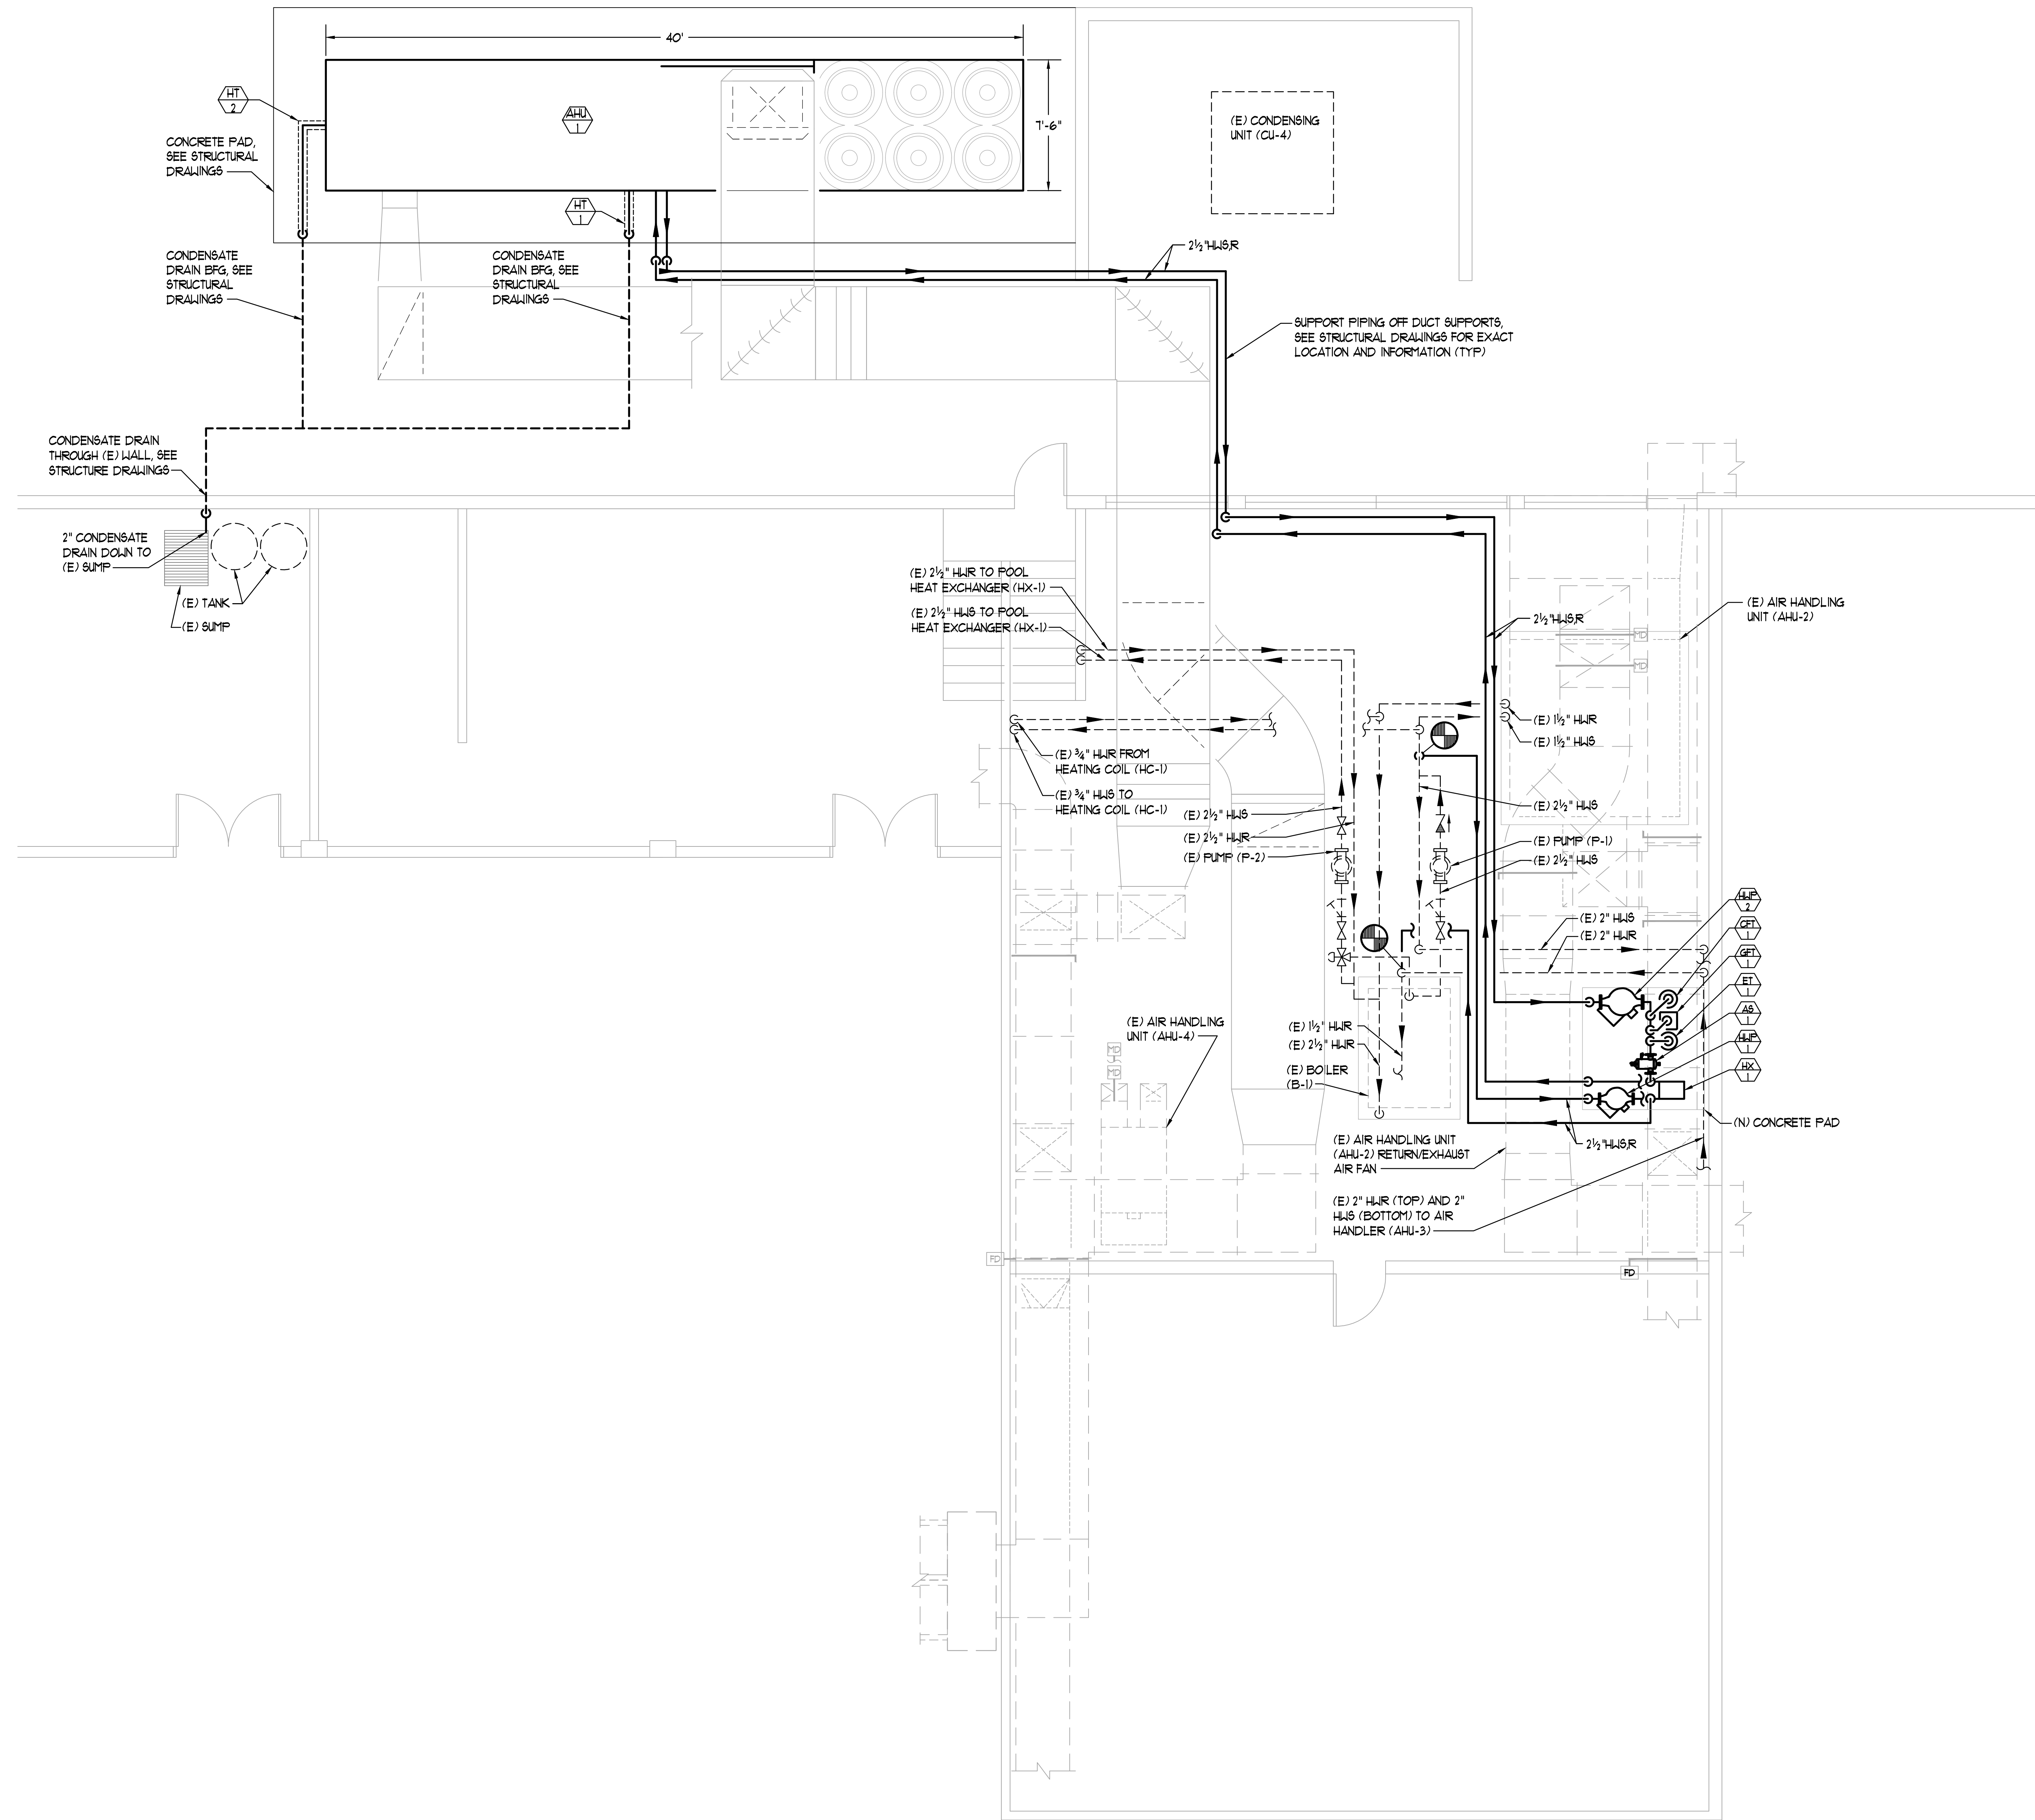 40'
HT
2
AHU
1
7'-6"
(E) CONDENSING
UNIT (CU-4)
CONCRETE PAD,
SEE STRUCTURAL
DRAWINGS
HT
1
CONDENSATE
DRAIN BFG, SEE
STRUCTURAL
DRAWINGS
CONDENSATE
DRAIN BFG, SEE
STRUCTURAL
DRAWINGS
2½"HWS,R
SUPPORT PIPING OFF DUCT SUPPORTS,
SEE STRUCTURAL DRAWINGS FOR EXACT
LOCATION AND INFORMATION (TYP)
CONDENSATE DRAIN
THROUGH (E) WALL, SEE
STRUCTURE DRAWINGS
2" CONDENSATE
DRAIN DOWN TO
(E) SUMP
(E) TANK
(E) SUMP
(E) 2½" HWR TO POOL
HEAT EXCHANGER (HX-1)
(E) 2½" HWS TO POOL
HEAT EXCHANGER (HX-1)
2½"HWS,R
(E) AIR HANDLING
UNIT (AHU-2)
MD
MD
(E) 1½" HWR
(E) 1½" HWS
(E) ¾" HWR FROM
HEATING COIL (HC-1)
(E) ¾" HWS TO
HEATING COIL (HC-1)
(E) 2½" HWS
(E) 2½" HWR
(E) PUMP (P-2)
(E) 2½" HWS
(E) PUMP (P-1)
(E) 2½" HWS
HWP
2
CFT
1
GFT
1
ET
1
AS
1
HWP
1
HX
1
(E) 2" HWS
(E) 2" HWR
(E) AIR HANDLING
UNIT (AHU-4)
MD
MD
(E) 1½" HWR
(E) 2½" HWR
(E) BOILER
(B-1)
(N) CONCRETE PAD
2½"HWS,R
(E) AIR HANDLING UNIT
(AHU-2) RETURN/EXHAUST
AIR FAN
(E) 2" HWR (TOP) AND 2"
HWS (BOTTOM) TO AIR
HANDLER (AHU-3)
FD
FD